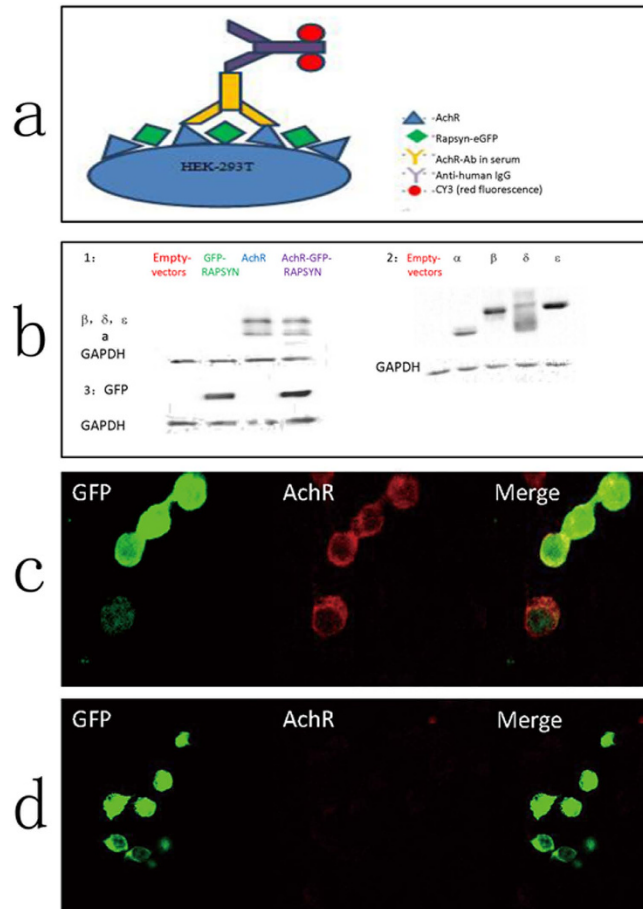 a
HEK-293T
-AchR
-Rapsyn-eGFP
-AchR-Ab in serum
-Anti-human IgG
-CY3 (red fluorescence)
b
1:
Empty-vectors
GFP-RAPSYN
AchR
AchR-GFP-RAPSYN
β, δ, ε
a
GAPDH
3: GFP
GAPDH
2:
Empty-vectors
α
β
δ
ε
GAPDH
c
GFP
AchR
Merge
d
GFP
AchR
Merge